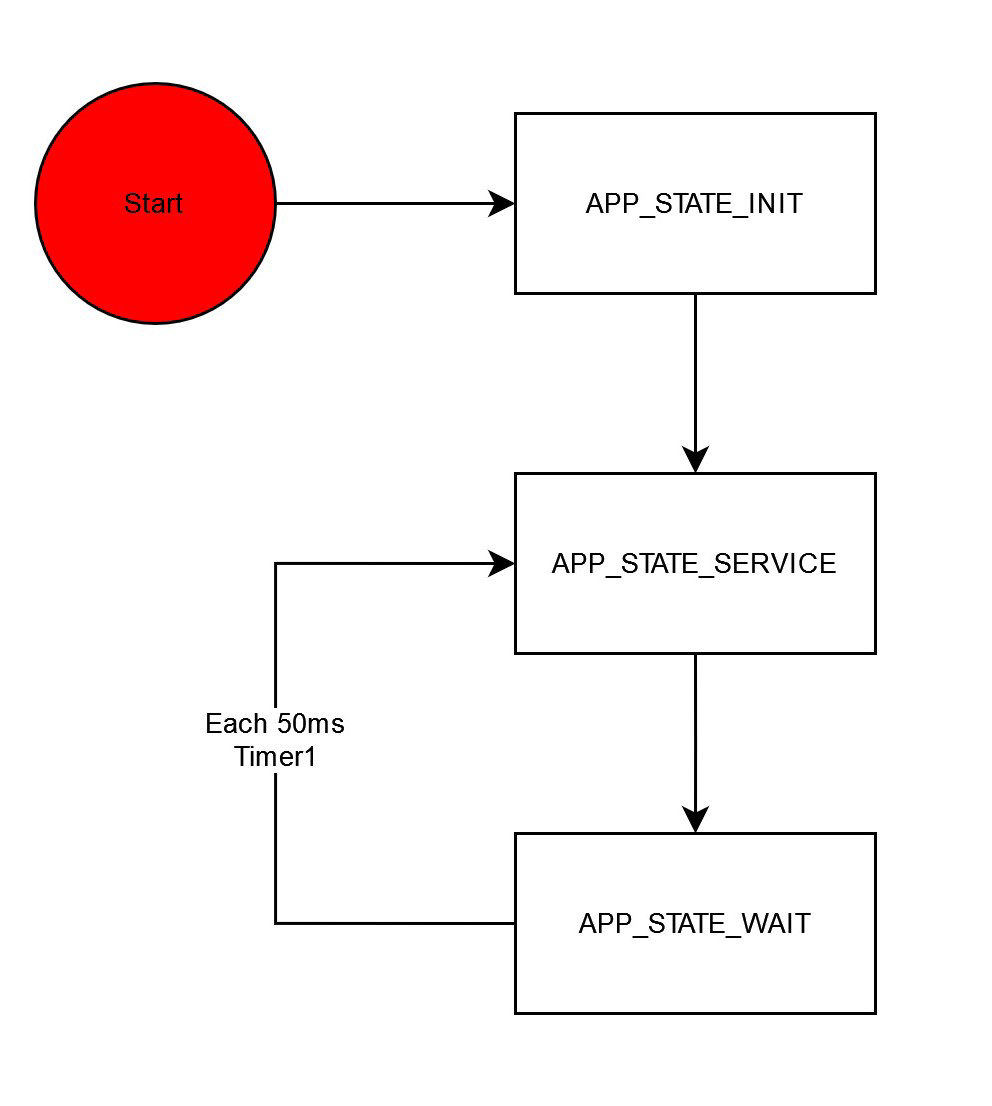 Start
APP_STATE_INIT
APP_STATE_SERVICE
Each 50ms
Timer1
APP_STATE_WAIT